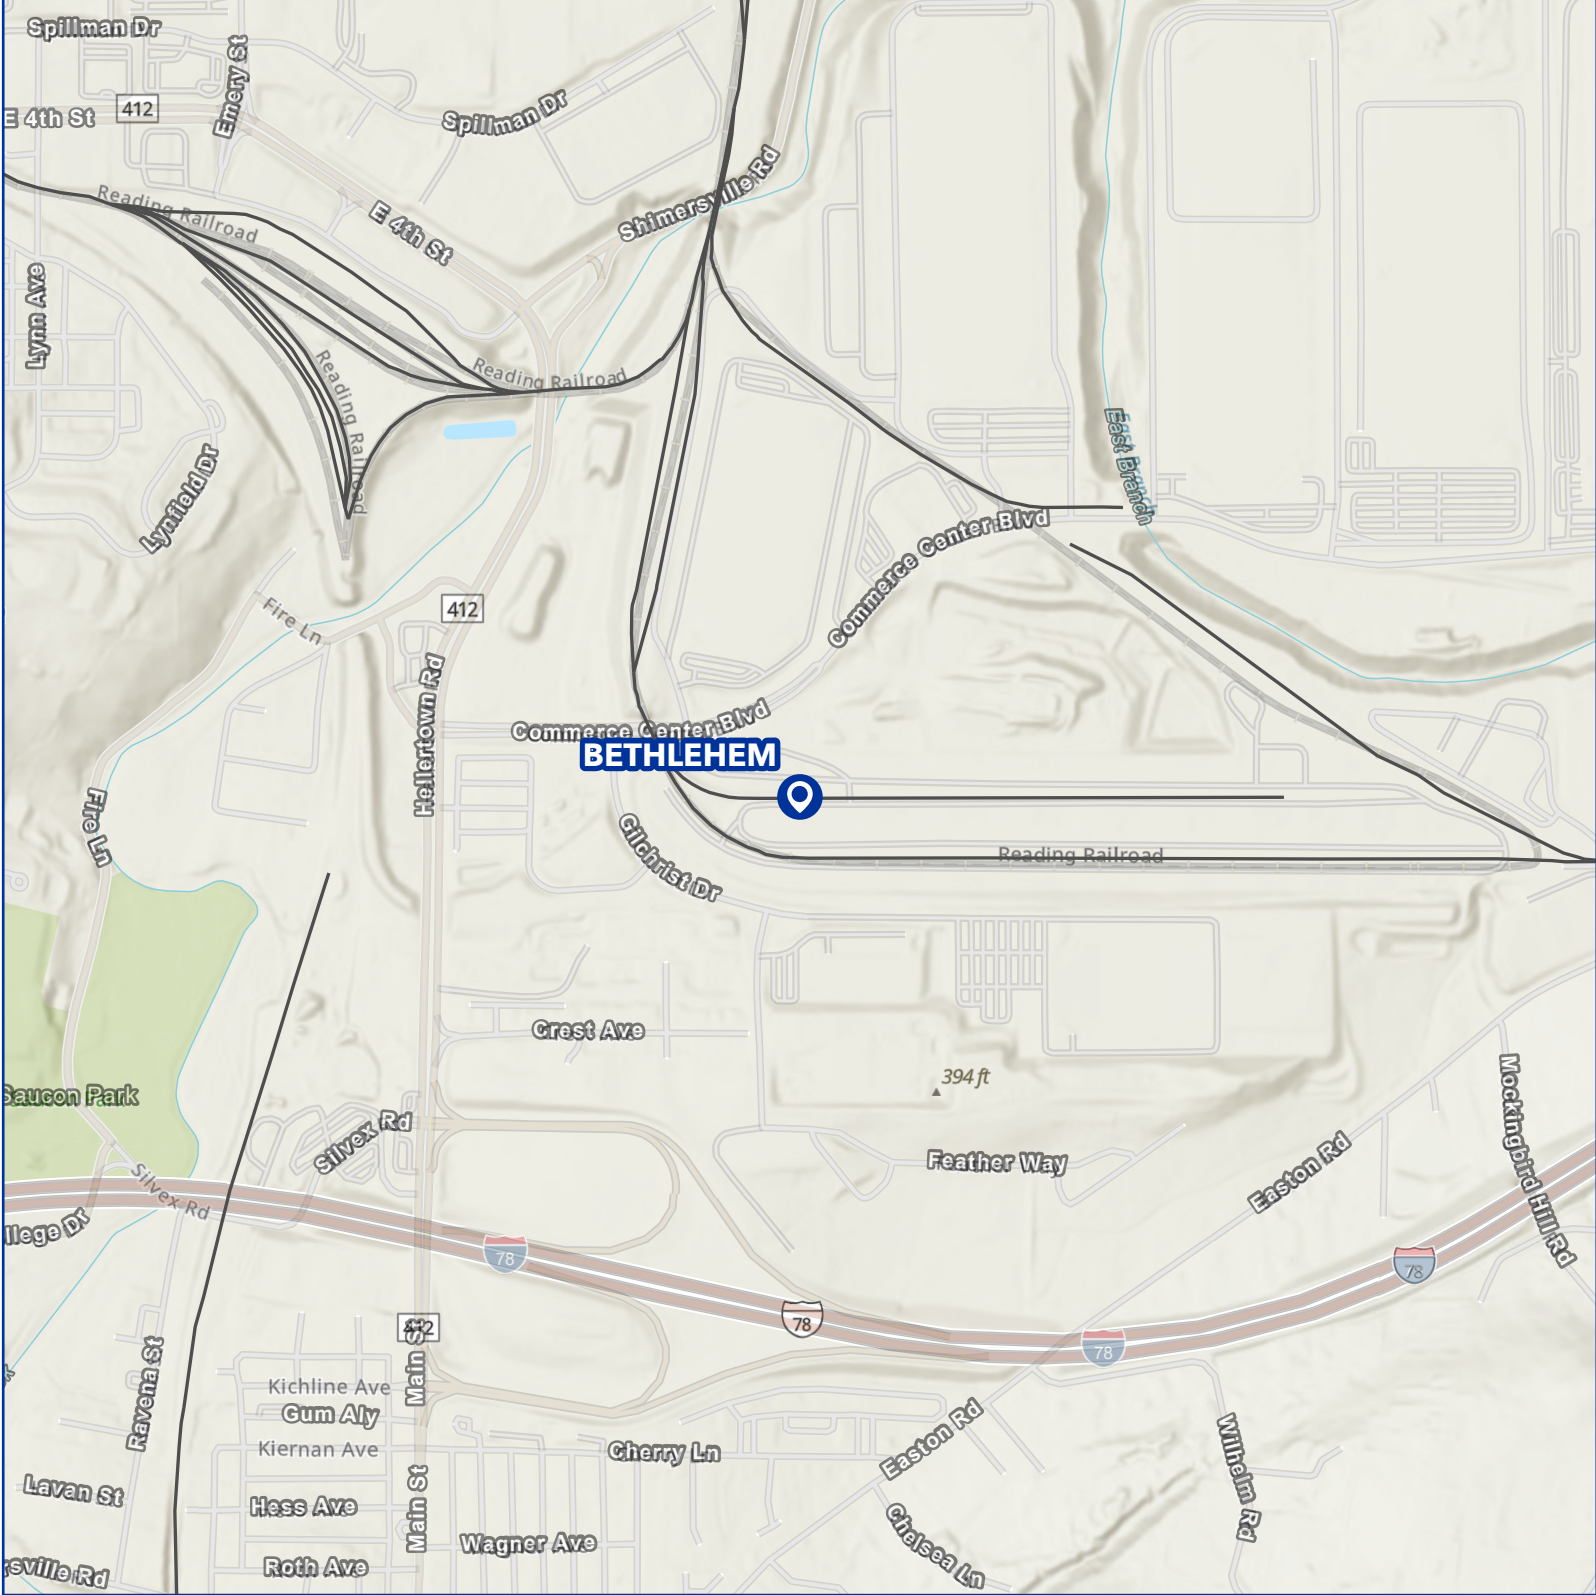 Spillman Dr
Emery St
412
E 4th St
Spillman Dr
Shimersville Rd
Reading Railroad
E 4th St
Lynn Ave
Reading Railroad
Reading Railroad
East Branch
East Branch
Lynfield Dr
Commerce Center Blvd
412
Fire Ln
Hellertown Rd
Commerce Center Blvd
BETHLEHEM
Fire Ln
Gilchrist Dr
Reading Railroad
Crest Ave
394 ft
Saucon Park
Silvex Rd
Silvex Rd
Feather Way
Easton Rd
Mockingbird Hill Rd
llege Dr
78
78
78
78
412
Main St
Ravena St
Kichline Ave
Gum Aly
Kiernan Ave
Cherry Ln
Easton Rd
Wilhelm Rd
Lavan St
Hess Ave
Main St
Wagner Ave
Chelsea Ln
rsville Rd
Roth Ave